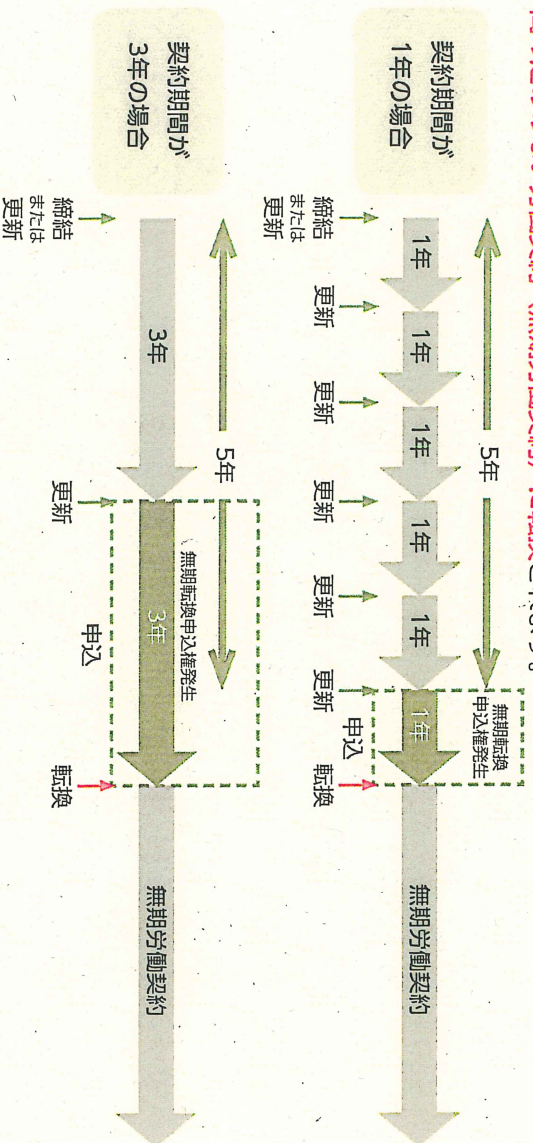 契約期間が
1年の場合
5年
1年
1年
1年
1年
1年
1年
無期転換
申込権発生
申込
無期労働契約
締結
または
更新
更新
更新
更新
更新
更新
転換
契約期間が
3年の場合
5年
3年
無期転換申込権発生
3年
申込
無期労働契約
締結
または
更新
更新
転換